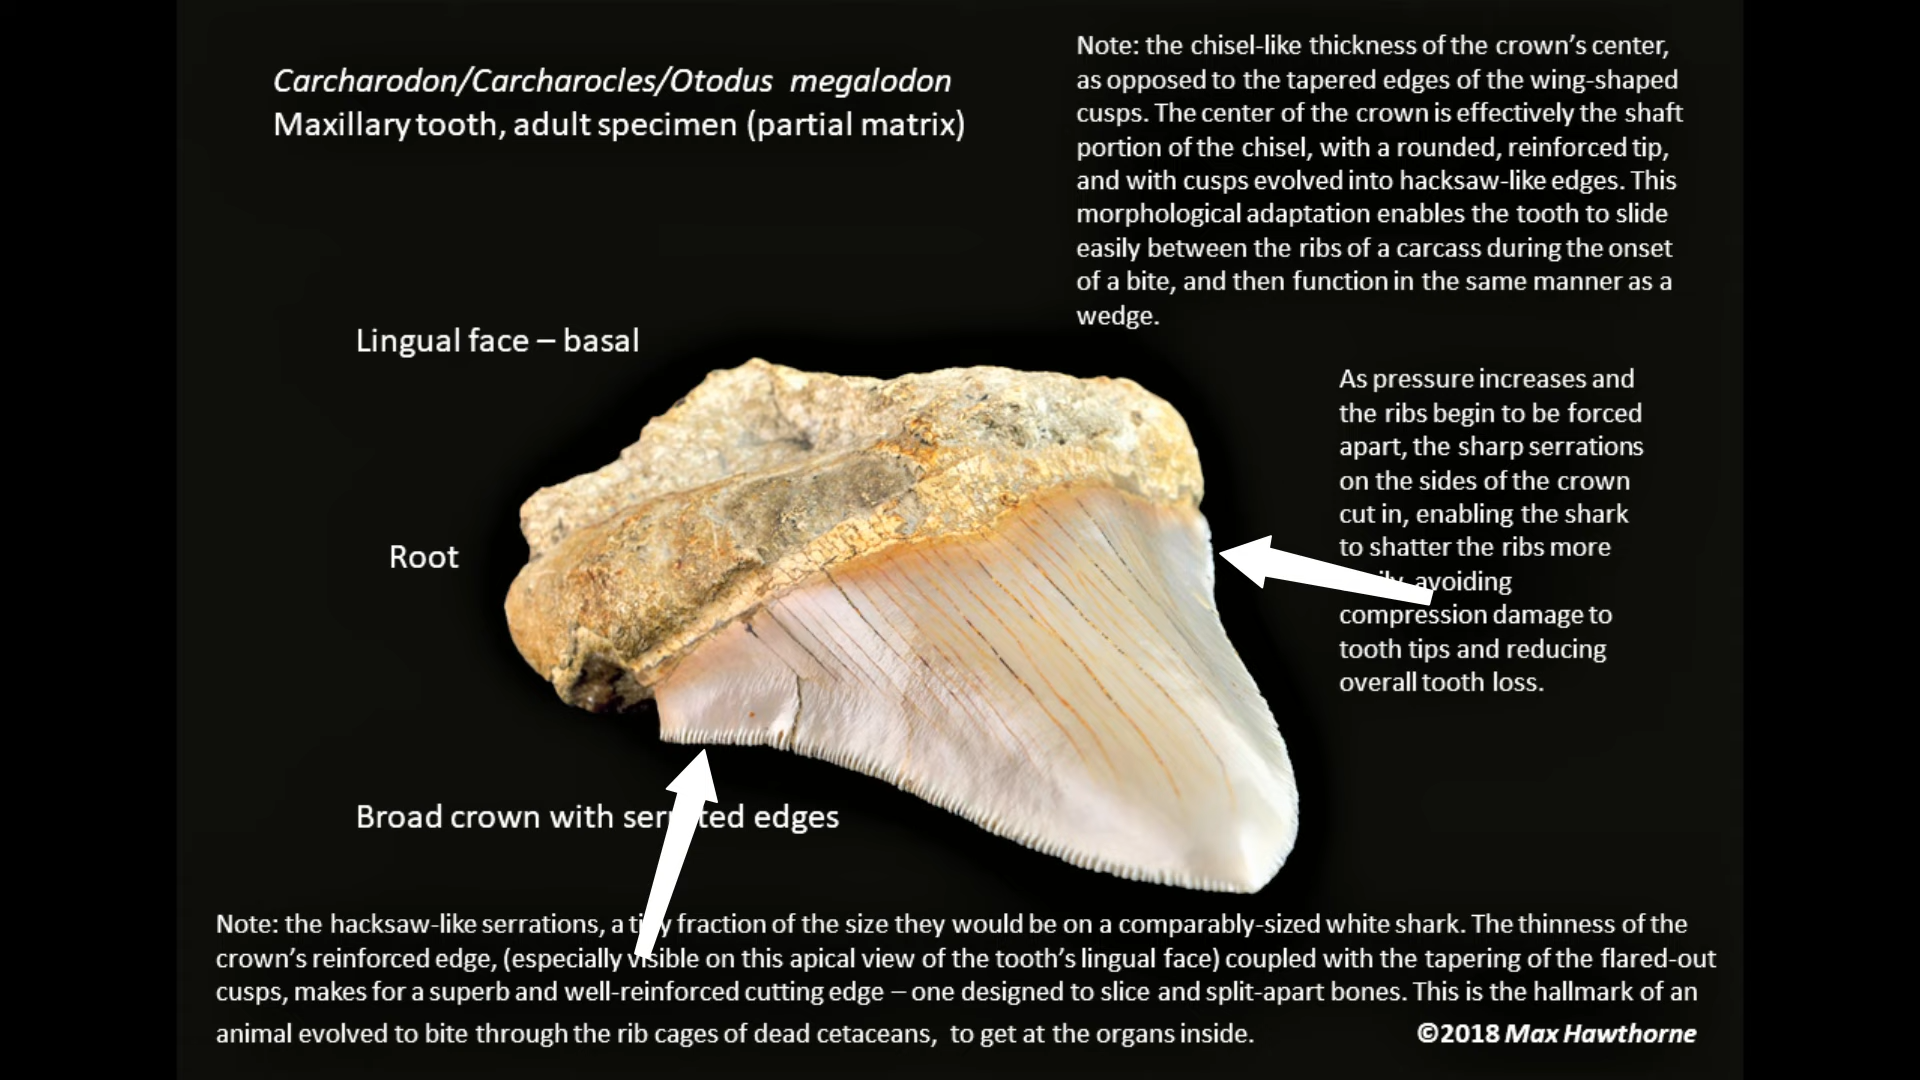 Carcharodon/Carcharocles/Otodus megalodon
Maxillary tooth, adult specimen (partial matrix)
Note: the chisel-like thickness of the crown's center,
as opposed to the tapered edges of the wing-shaped
cusps. The center of the crown is effectively the shaft
portion of the chisel, with a rounded, reinforced tip,
and with cusps evolved into hacksaw-like edges. This
morphological adaptation enables the tooth to slide
easily between the ribs of a carcass during the onset
of a bite, and then function in the same manner as a
wedge.
Lingual face – basal
As pressure increases and
the ribs begin to be forced
apart, the sharp serrations
on the sides of the crown
cut in, enabling the shark
to shatter the ribs more
avoiding
compression damage to
tooth tips and reducing
overall tooth loss.
Root
Broad crown with serrated edges
Note: the hacksaw-like serrations, a tiny fraction of the size they would be on a comparably-sized white shark. The thinness of the
crown's reinforced edge, (especially visible on this apical view of the tooth's lingual face) coupled with the tapering of the flared-out
cusps, makes for a superb and well-reinforced cutting edge – one designed to slice and split-apart bones. This is the hallmark of an
animal evolved to bite through the rib cages of dead cetaceans, to get at the organs inside.
©2018 Max Hawthorne